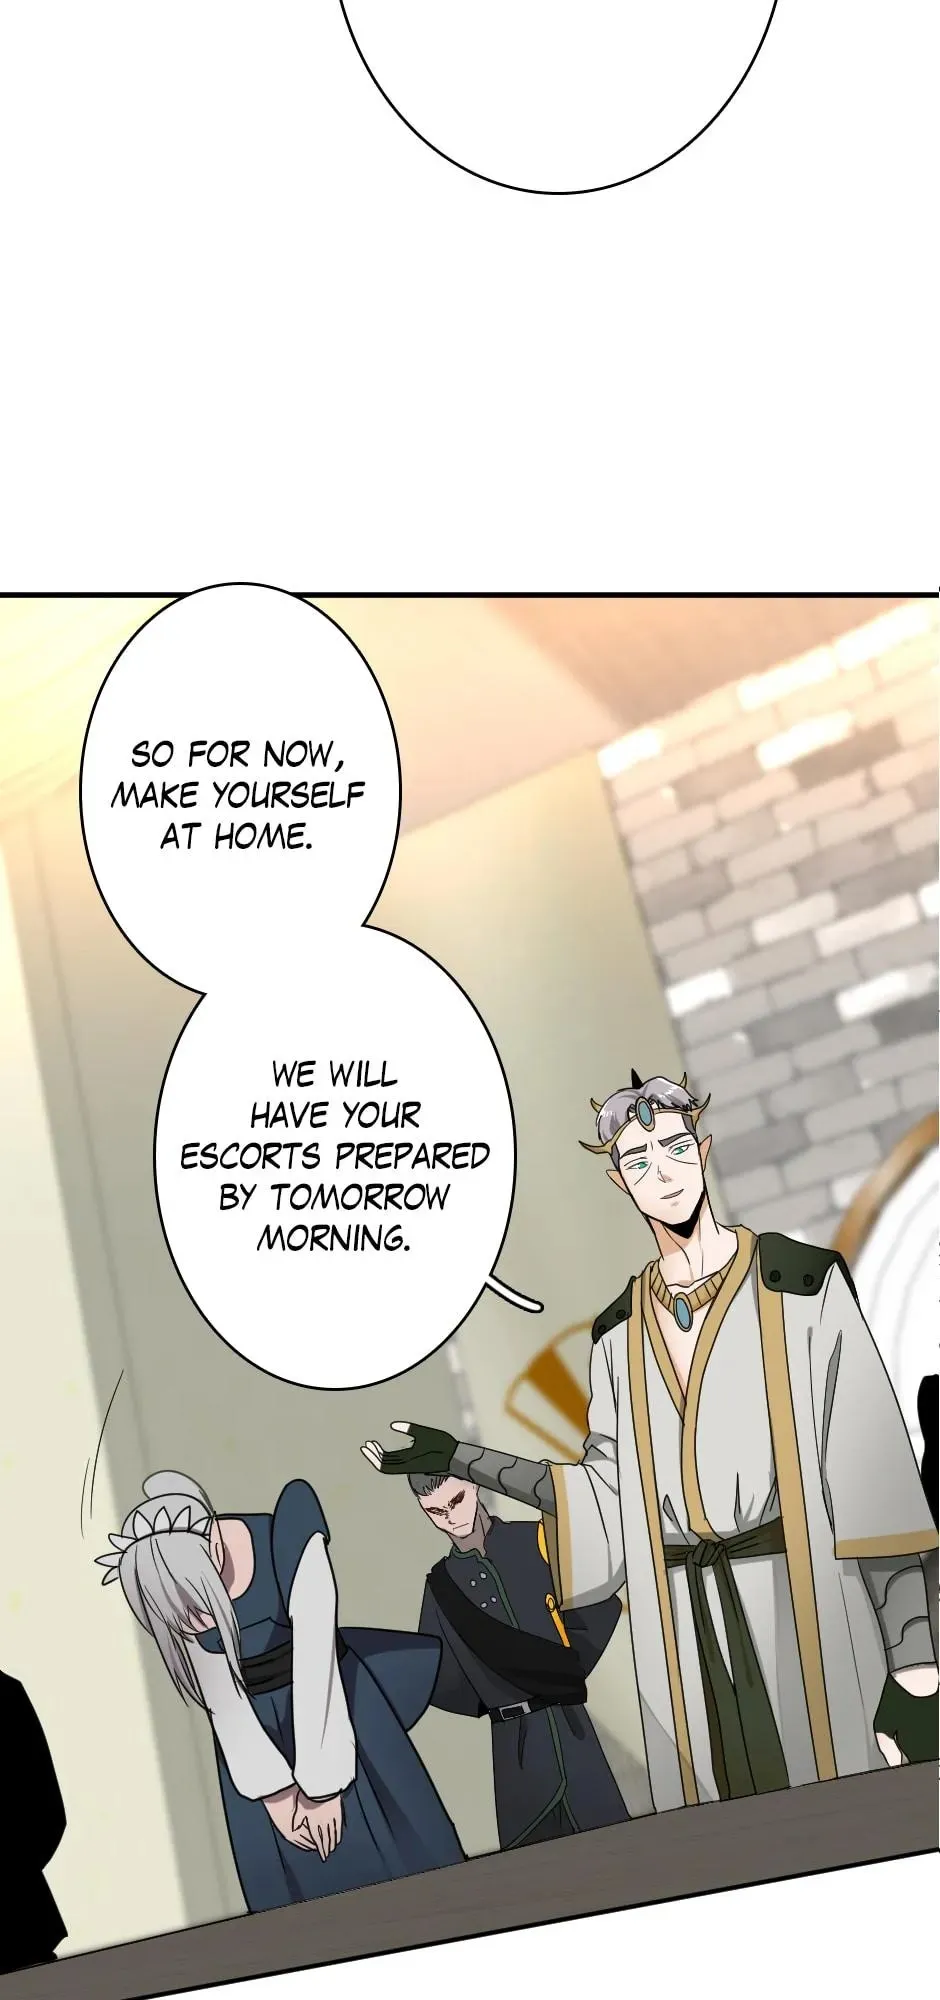 SO FOR NOW,
MAKE YOURSELF
AT HOME.
WE WILL
HAVE YOUR
ESCORTS PREPARED
BY TOMORROW
MORNING.